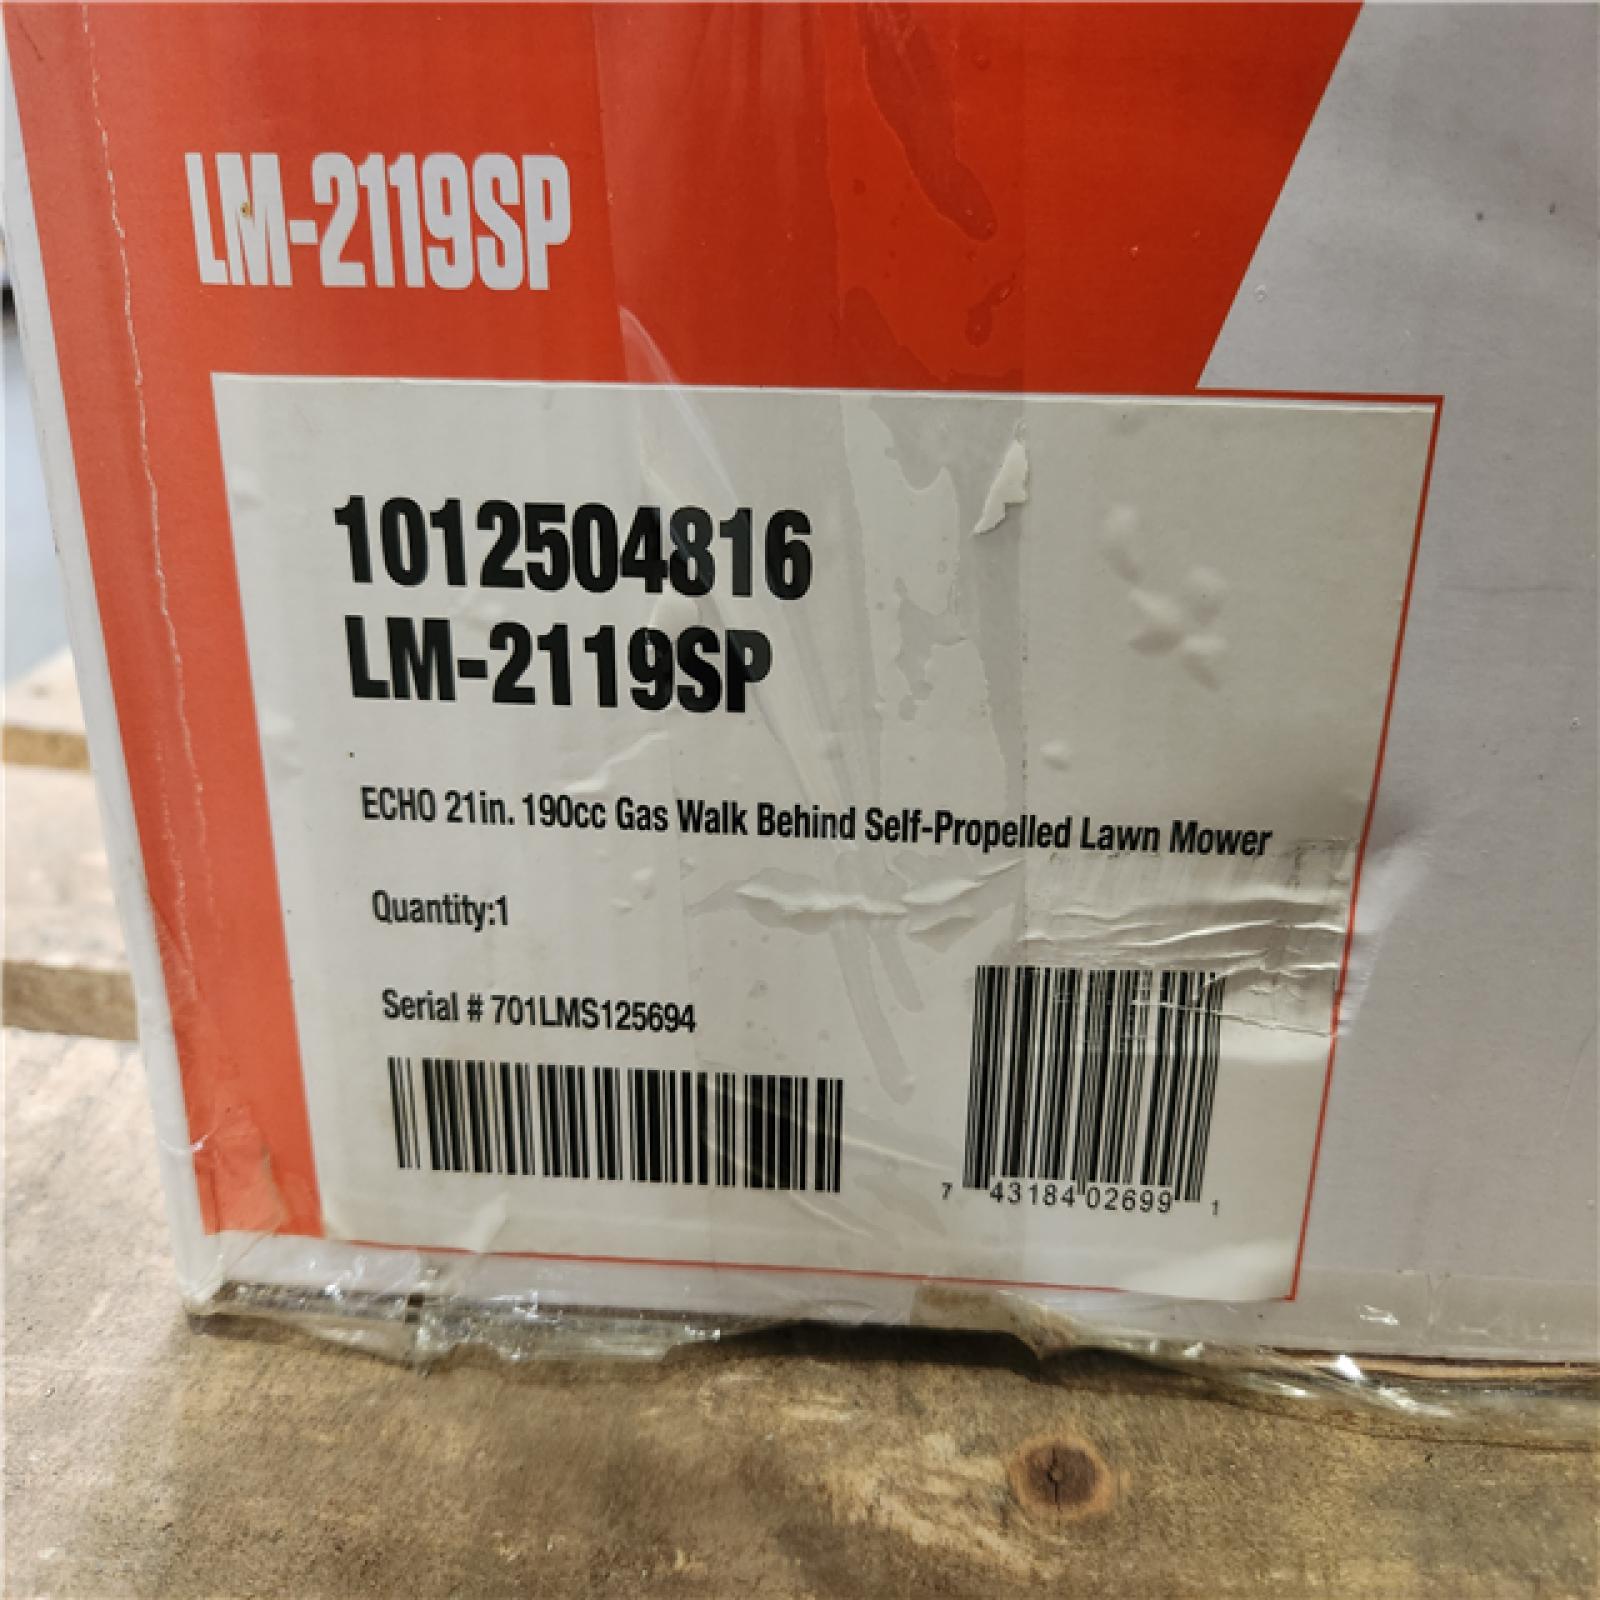 LM-2119SP
1012504816
LM-2119SP
ECHO 21in. 190cc Gas Walk Behind Self-Propelled Lawn Mower
Quantity:1
Serial # 701LMS125694
7 43184 02699 1